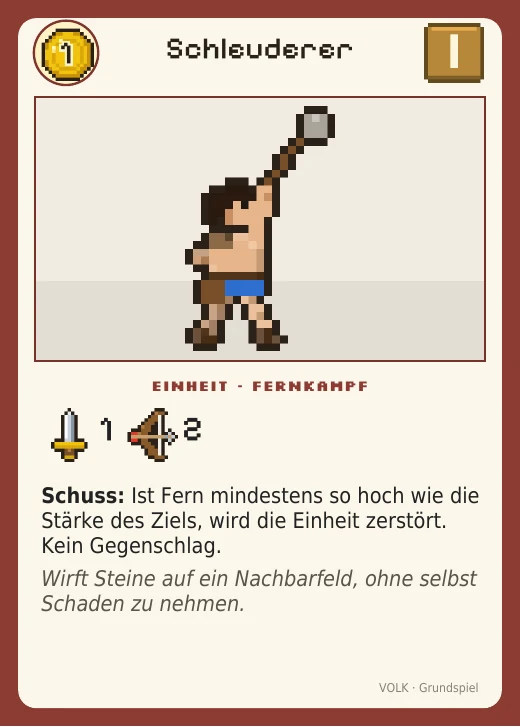 1
Schleuderer
I
EINHEIT - FERNKAMPF
1 2
Schuss: Ist Fern mindestens so hoch wie die
Stärke des Ziels, wird die Einheit zerstört.
Kein Gegenschlag.
Wirft Steine auf ein Nachbarfeld, ohne selbst
Schaden zu nehmen.
VOLK · Grundspiel